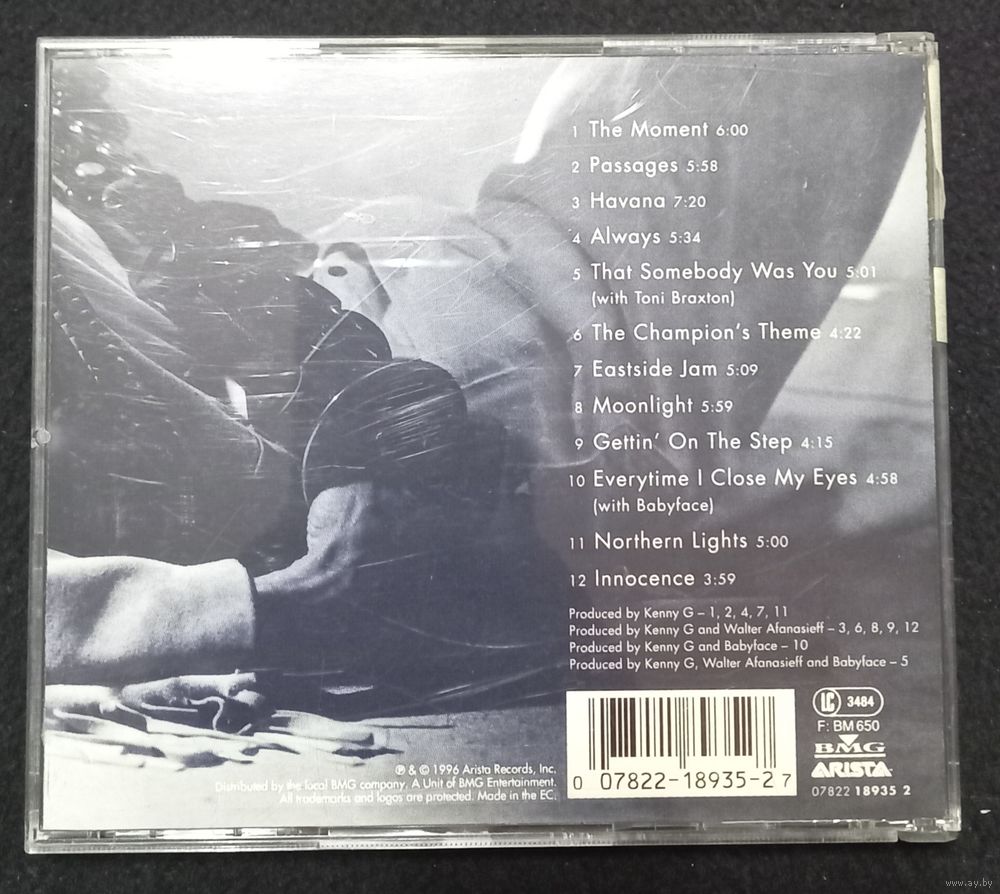 1 The Moment 6:00
2 Passages 5:58
3 Havana 7:20
4 Always 5:34
5 That Somebody Was You 5:01
(with Toni Braxton)
6 The Champion's Theme 4:22
7 Eastside Jam 5:09
8 Moonlight 5:59
9 Gettin' On The Step 4:15
10 Everytime I Close My Eyes 4:58
(with Babyface)
11 Northern Lights 5:00
12 Innocence 3:59
Produced by Kenny G – 1, 2, 4, 7, 11
Produced by Kenny G and Walter Afanasieff – 3, 6, 8, 9, 12
Produced by Kenny G and Babyface – 10
Produced by Kenny G, Walter Afanasieff and Babyface – 5
℗ & © 1996 Arista Records, Inc.
Distributed by the local BMG company. A Unit of BMG Entertainment.
All trademarks and logos are protected. Made in the EC.
0 07822-18935-2 7
LC 3484
F: BM 650
BMG
ARISTA
07822 18935 2
www.ay.by